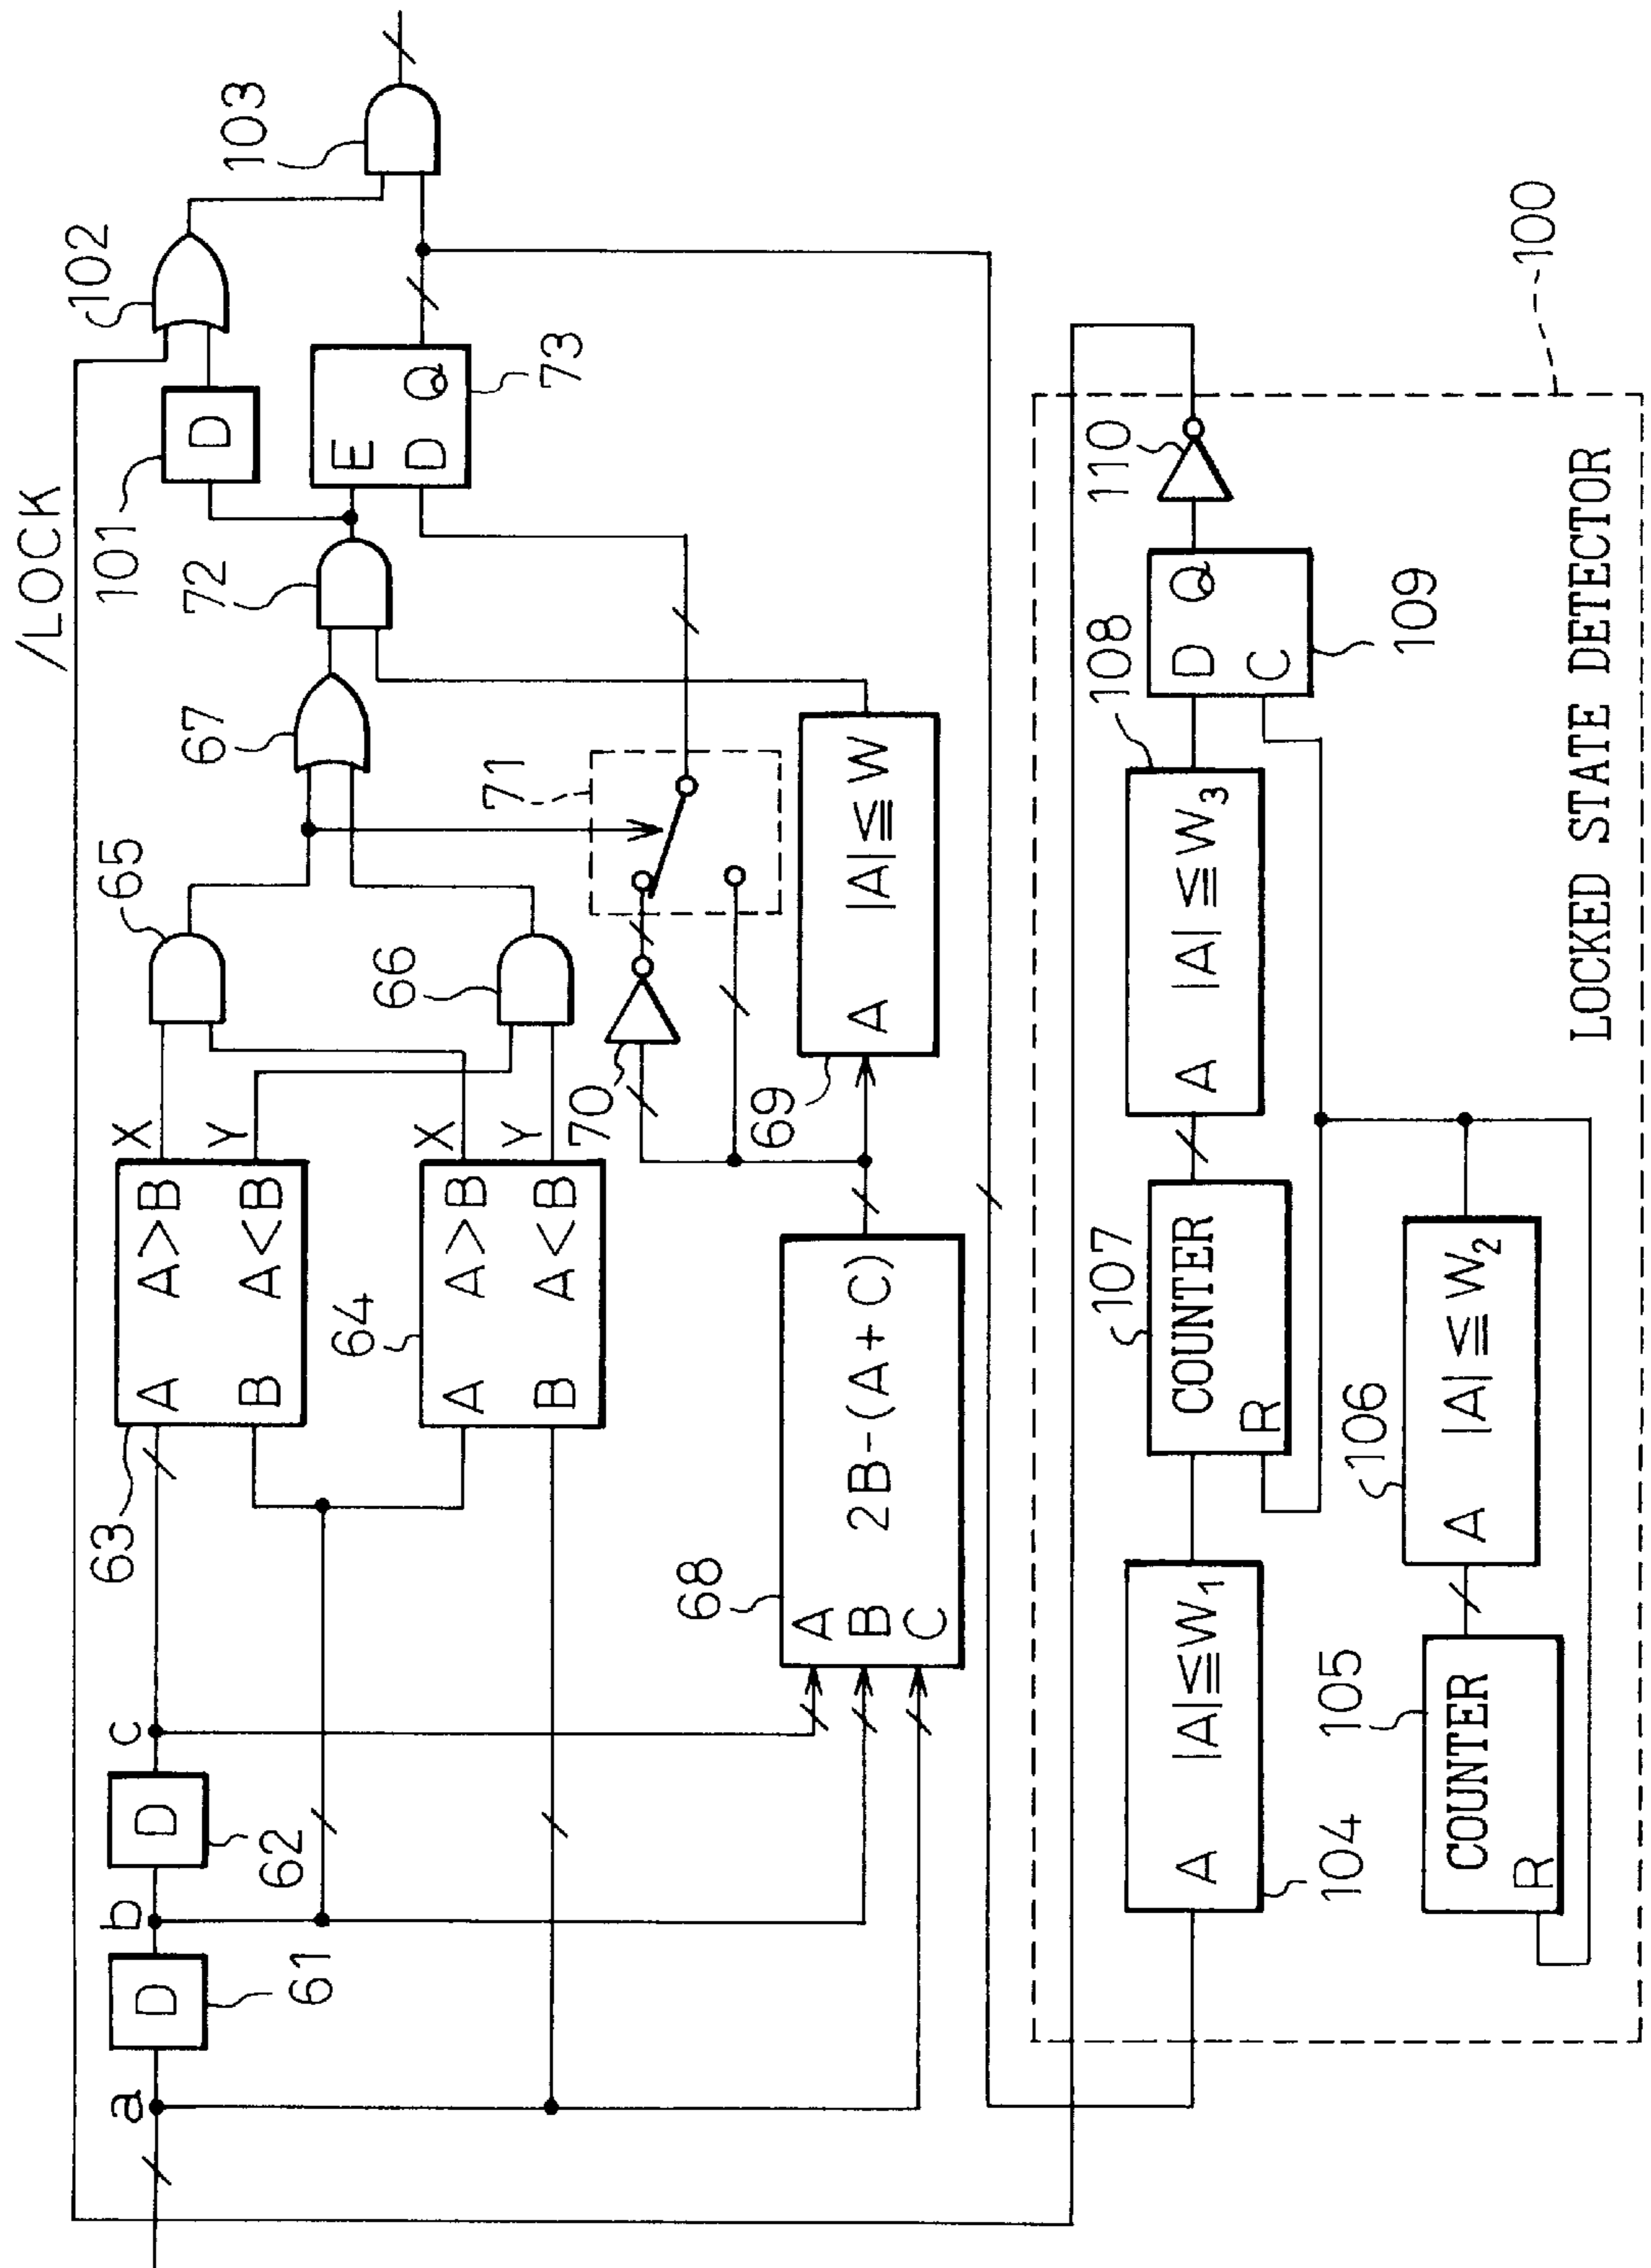 /LOCK
a
D
61
b
D
62
c
63
A
A>B
X
B
A<B
Y
64
A
A>B
X
B
A<B
Y
65
66
67
68
A
B
C
2B-(A+C)
69
A
|A|≦W
70
71
72
E
D
Q
73
101
D
102
103
100
104
A
|A|≦W1
105
COUNTER
R
106
A
|A|≦W2
107
COUNTER
R
108
A
|A|≦W3
109
D
Q
C
110
LOCKED STATE DETECTOR